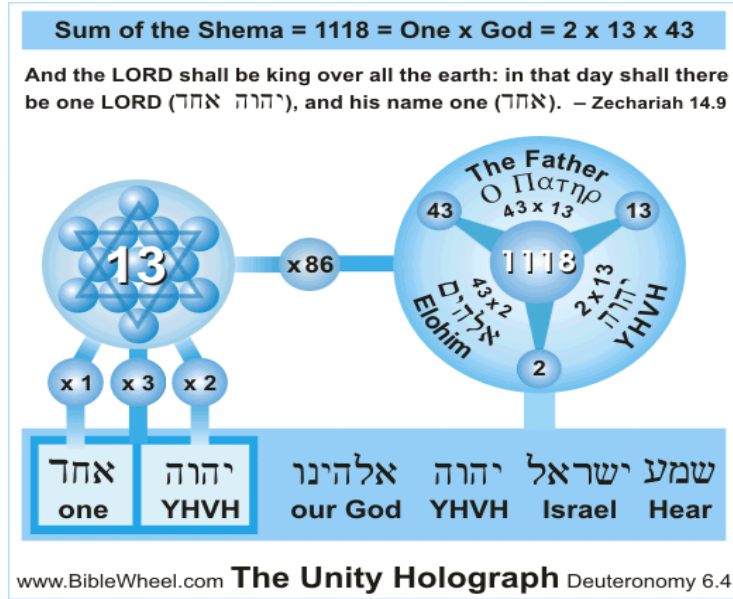 Sum of the Shema = 1118 = One x God = 2 x 13 x 43
And the LORD shall be king over all the earth: in that day shall there
be one LORD (יהוה אחד), and his name one (אחד). – Zechariah 14.9
The Father
Ο Πατηρ
43 x 13
43
13
1118
13
x 86
43 x 2
אלהים
Elohim
2 x 13
יהוה
YHVH
2
x 1
x 3
x 2
שמע ישראל יהוה אלהינו יהוה אחד
one YHVH our God YHVH Israel Hear
www.BibleWheel.com The Unity Holograph Deuteronomy 6.4